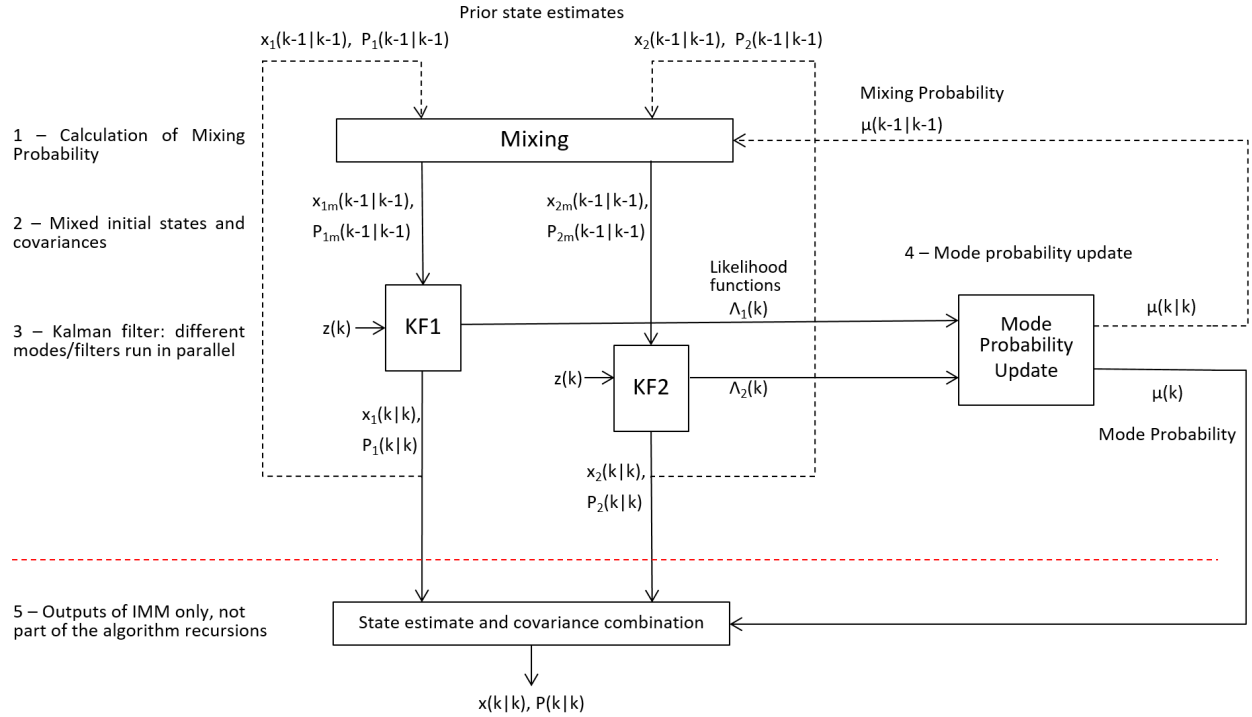 Prior state estimates
x₁(k-1|k-1), P₁(k-1|k-1)
x₂(k-1|k-1), P₂(k-1|k-1)
Mixing Probability
μ(k-1|k-1)
1 – Calculation of Mixing
Probability
Mixing
x₁ₘ(k-1|k-1),
P₁ₘ(k-1|k-1)
x₂ₘ(k-1|k-1),
P₂ₘ(k-1|k-1)
2 – Mixed initial states and
covariances
4 – Mode probability update
Likelihood
functions
Λ₁(k)
3 – Kalman filter: different
modes/filters run in parallel
z(k)
KF1
Mode
Probability
Update
μ(k|k)
z(k)
KF2
Λ₂(k)
μ(k)
Mode Probability
x₁(k|k),
P₁(k|k)
x₂(k|k),
P₂(k|k)
5 – Outputs of IMM only, not
part of the algorithm recursions
State estimate and covariance combination
x(k|k), P(k|k)